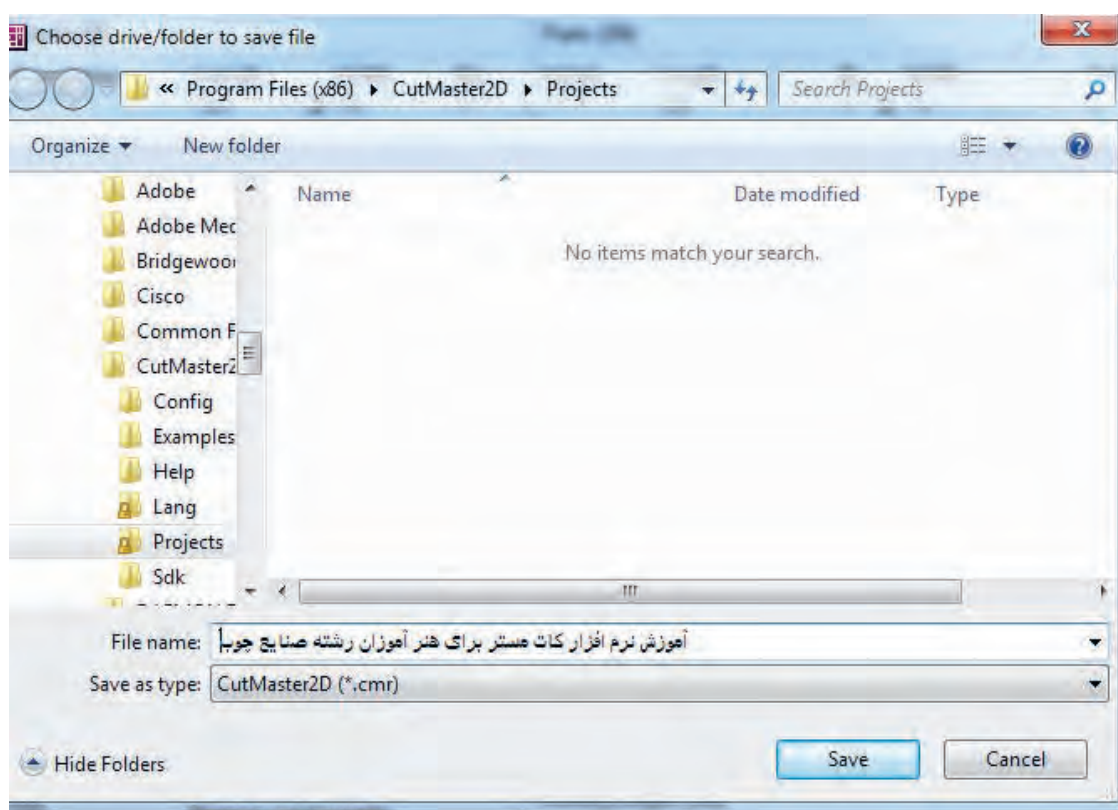 Choose drive/folder to save file
« Program Files (x86) ▸ CutMaster2D ▸ Projects
Search Projects
Organize
New folder
Name
Date modified
Type
No items match your search.
Adobe
Adobe Mec
Bridgewoo
Cisco
Common F
CutMaster2
Config
Examples
Help
Lang
Projects
Sdk
File name: آموزش نرم افزار کات مستر برای هنر آموزان رشته صنایع چوب
Save as type: CutMaster2D (*.cmr)
Hide Folders
Save
Cancel